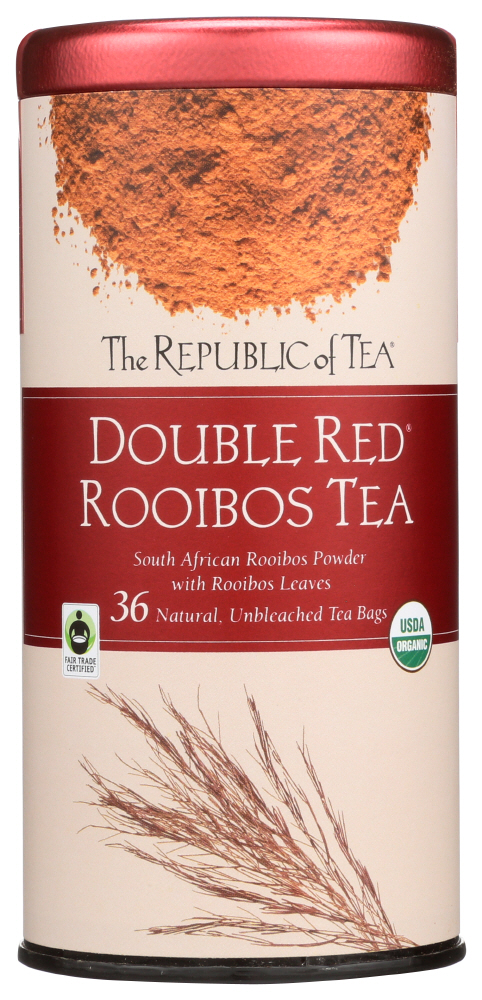 The REPUBLIC of TEA®
DOUBLE RED®
ROOIBOS TEA
South African Rooibos Powder
with Rooibos Leaves
36 Natural, Unbleached Tea Bags
FAIR TRADE
CERTIFIED™
USDA
ORGANIC